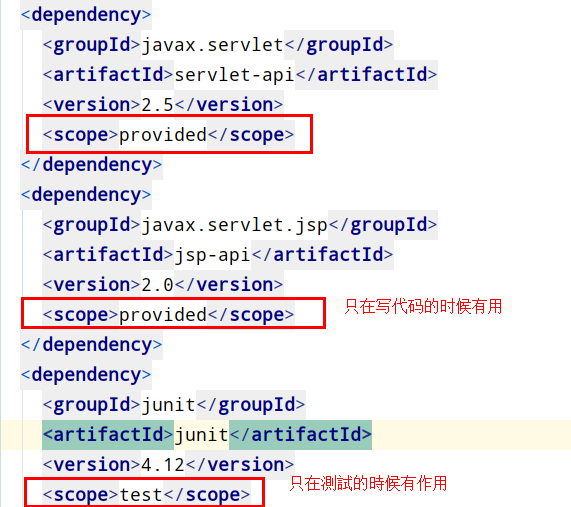 <dependency>
<groupId>javax.servlet</groupId>
<artifactId>servlet-api</artifactId>
<version>2.5</version>
<scope>provided</scope>
</dependency>
<dependency>
<groupId>javax.servlet.jsp</groupId>
<artifactId>jsp-api</artifactId>
<version>2.0</version>
<scope>provided</scope> 只在写代码的时候有用
</dependency>
<dependency>
<groupId>junit</groupId>
<artifactId>junit</artifactId>
<version>4.12</version>
<scope>test</scope> 只在測試的時候有作用